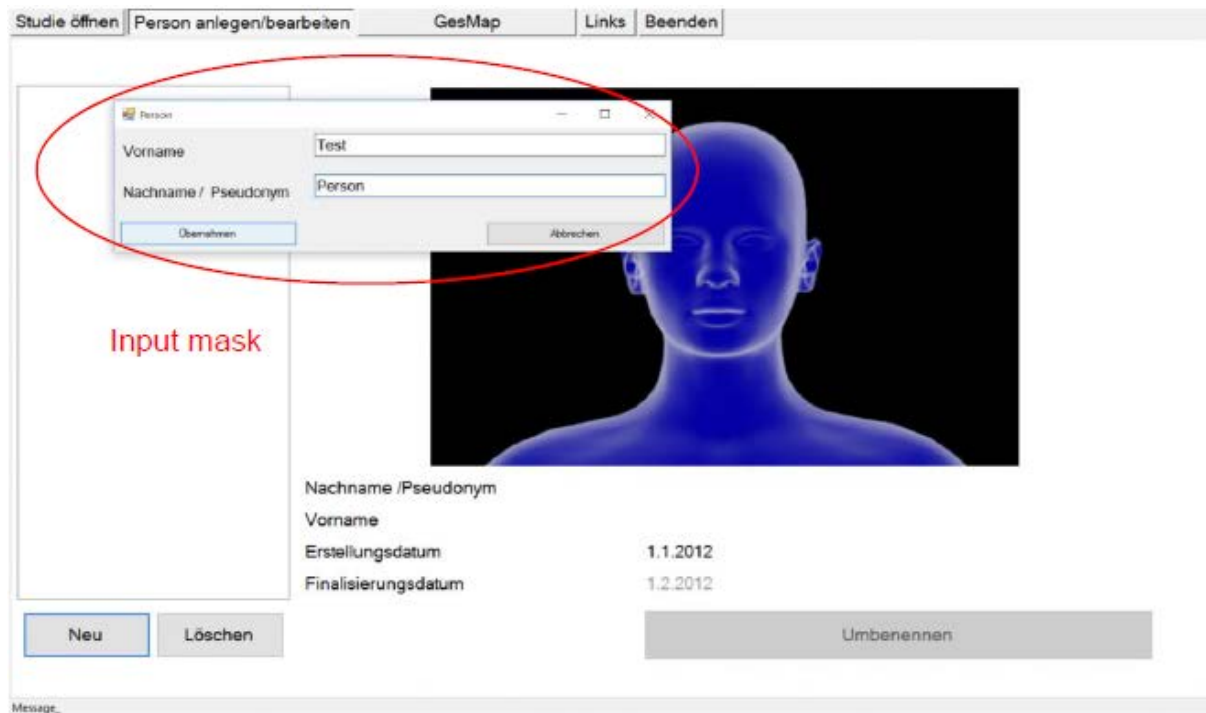 Studie öffnen Person anlegen/bearbeiten GesMap Links Beenden
Person
Vorname Test
Nachname / Pseudonym Person
Übernehmen Abbrechen
Input mask
Nachname /Pseudonym
Vorname
Erstellungsdatum 1.1.2012
Finalisierungsdatum 1.2.2012
Neu Löschen Umbenennen
Message_